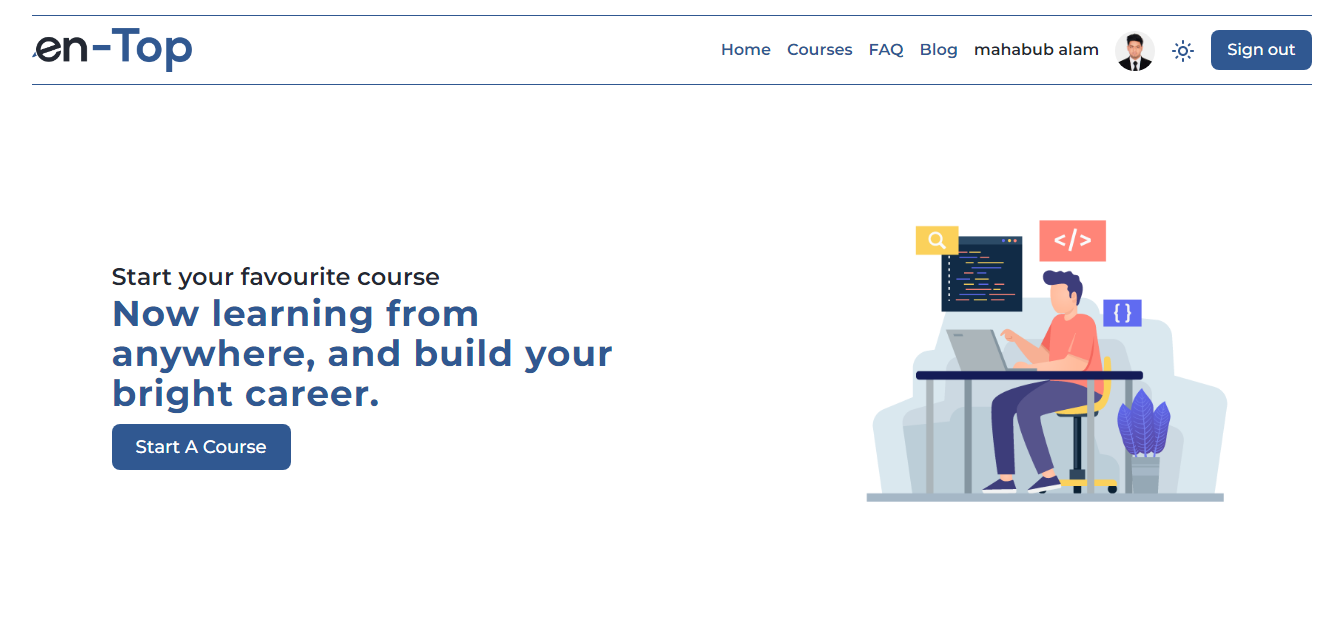 en-Top
Home Courses FAQ Blog mahabub alam Sign out
</>
{ }
Start your favourite course
Now learning from
anywhere, and build your
bright career.
Start A Course